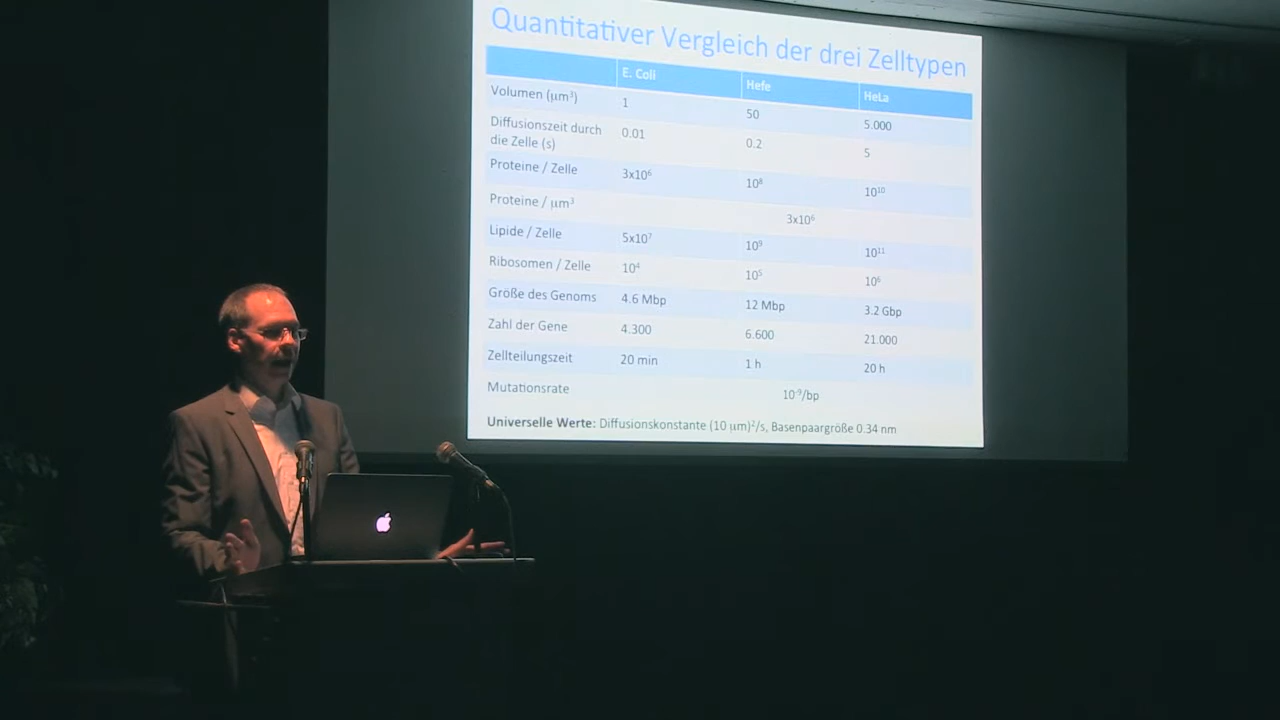 Quantitativer Vergleich der drei Zelltypen
E. Coli Hefe HeLa
Volumen (μm³) 1 50 5.000
Diffusionszeit durch die Zelle (s) 0.01 0.2 5
Proteine / Zelle 3x10⁶ 10⁸ 10¹⁰
Proteine / μm³ 3x10⁶
Lipide / Zelle 5x10⁷ 10⁹ 10¹¹
Ribosomen / Zelle 10⁴ 10⁵ 10⁶
Größe des Genoms 4.6 Mbp 12 Mbp 3.2 Gbp
Zahl der Gene 4.300 6.600 21.000
Zellteilungszeit 20 min 1 h 20 h
Mutationsrate 10⁻⁹/bp
Universelle Werte: Diffusionskonstante (10 μm)²/s, Basenpaargröße 0.34 nm